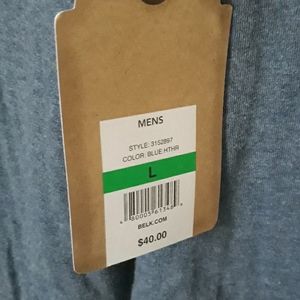 MENS
STYLE: 3152897
COLOR: BLUE HTHR
L
BELK.COM
$40.00